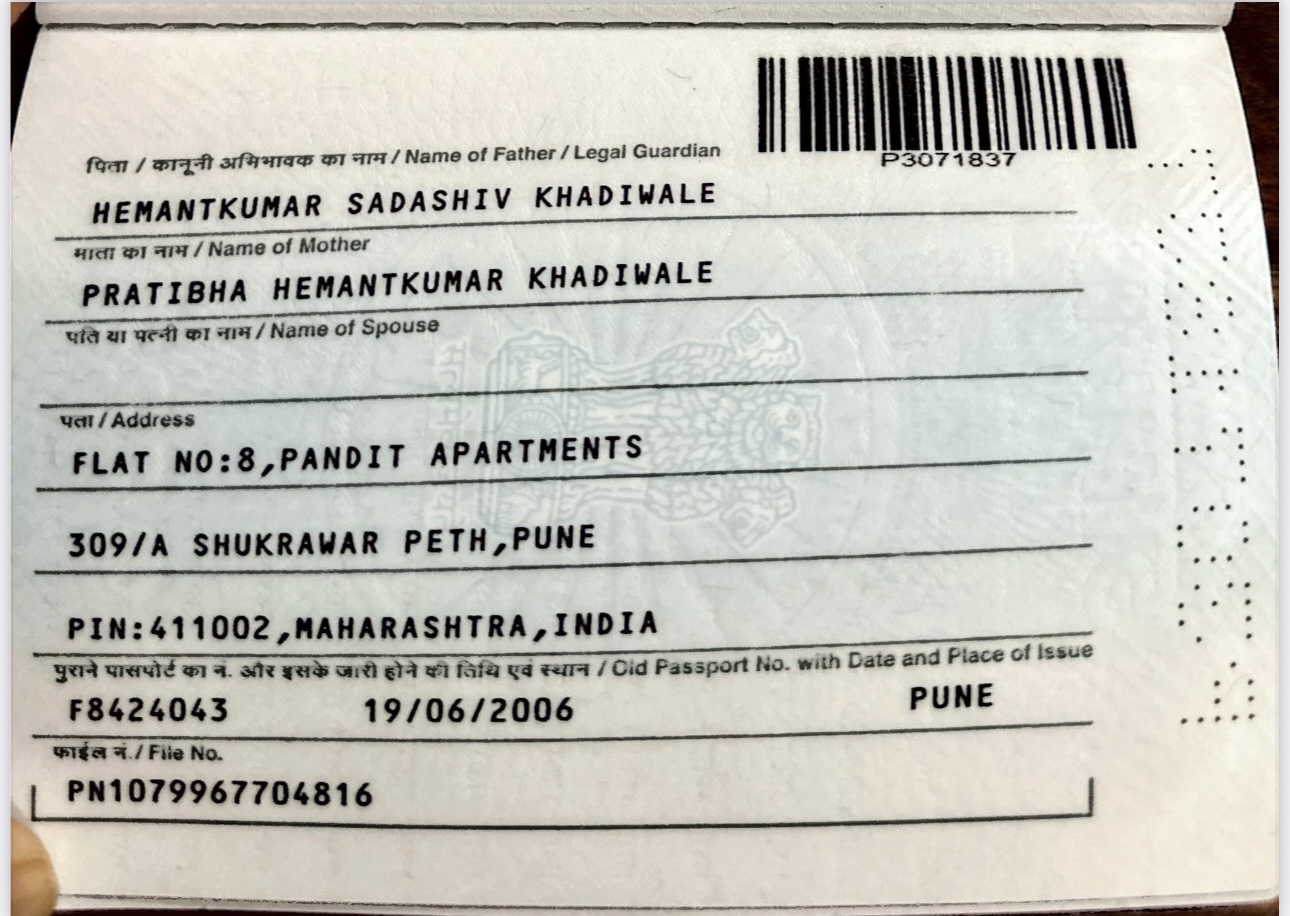 P3071837
पिता / कानूनी अभिभावक का नाम / Name of Father / Legal Guardian
HEMANTKUMAR SADASHIV KHADIWALE
माता का नाम / Name of Mother
PRATIBHA HEMANTKUMAR KHADIWALE
पति या पत्नी का नाम / Name of Spouse
पता / Address
FLAT NO:8,PANDIT APARTMENTS
309/A SHUKRAWAR PETH,PUNE
PIN:411002,MAHARASHTRA,INDIA
पुराने पासपोर्ट का नं. और इसके जारी होने की तिथि एवं स्थान / Old Passport No. with Date and Place of Issue
F8424043 19/06/2006 PUNE
फाईल नं./ File No.
PN1079967704816